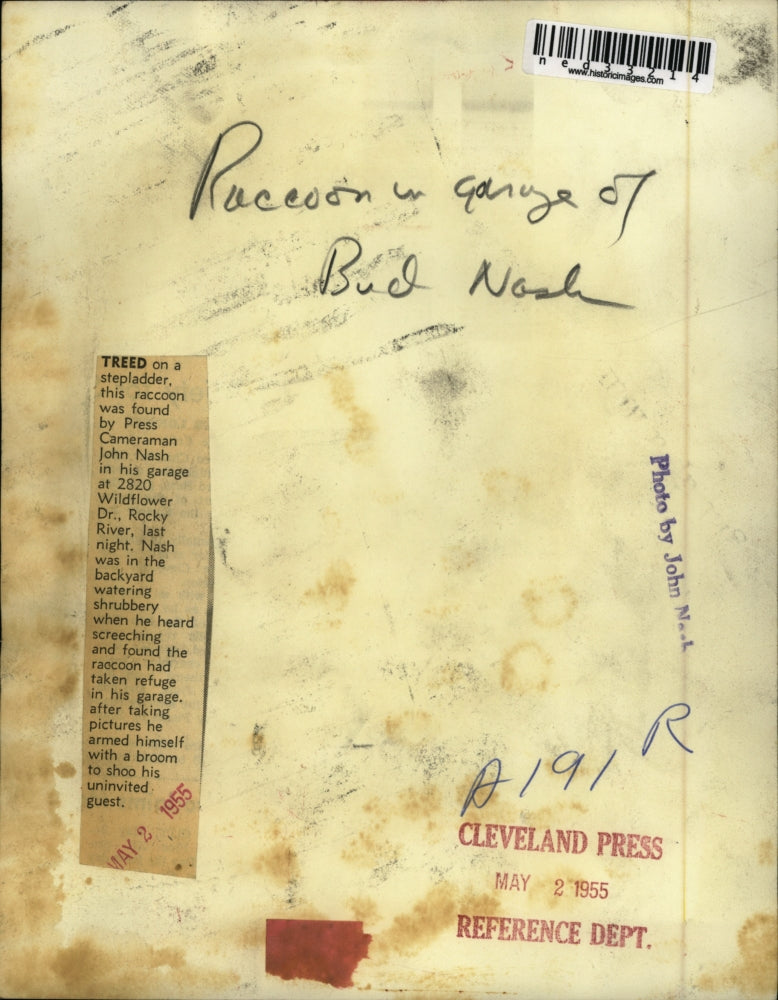 ned33214
www.historicimages.com
Raccoon in garage of
Bud Nash
TREED on a
stepladder,
this raccoon
was found
by Press
Cameraman
John Nash
in his garage
at 2820
Wildflower
Dr., Rocky
River, last
night. Nash
was in the
backyard
watering
shrubbery
when he heard
screeching
and found the
raccoon had
taken refuge
in his garage.
after taking
pictures he
armed himself
with a broom
to shoo his
uninvited
guest.
MAY 2 1955
Photo by John Nash
A191 R
CLEVELAND PRESS
MAY 2 1955
REFERENCE DEPT.